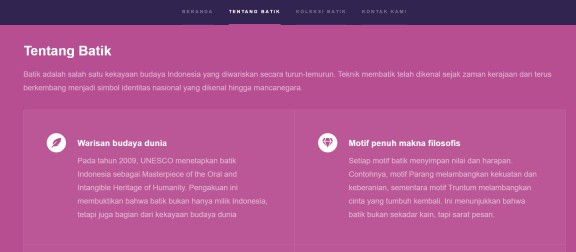 BERANDA TENTANG BATIK KOLEKSI BATIK KONTAK KAMI
Tentang Batik
Batik adalah salah satu kekayaan budaya Indonesia yang diwariskan secara turun-temurun. Teknik membatik telah dikenal sejak zaman kerajaan dan terus
berkembang menjadi simbol identitas nasional yang dikenal hingga mancanegara.
Warisan budaya dunia
Pada tahun 2009, UNESCO menetapkan batik
sebagai Masterpiece of the Oral and
Intangible Heritage of Humanity. Pengakuan ini
membuktikan bahwa batik bukan hanya milik Indonesia,
tetapi juga bagian dari kekayaan budaya dunia
Motif penuh makna filosofis
Setiap motif batik menyimpan nilai dan harapan.
Contohnya, motif Parang melambangkan kekuatan dan
keberanian, sementara motif Truntum melambangkan
cinta yang tumbuh kembali. Ini menunjukkan bahwa
batik bukan sekadar kain, tapi sarat pesan.